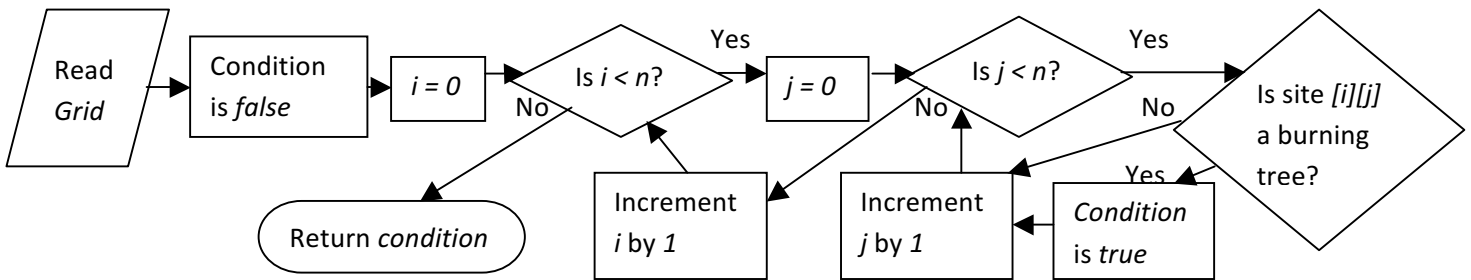 Read
Grid
Condition
is false
i = 0
Is i < n?
Yes
No
j = 0
Is j < n?
Yes
No
Is site [i][j]
a burning
tree?
No
Yes
Condition
is true
Increment
j by 1
Increment
i by 1
Return condition